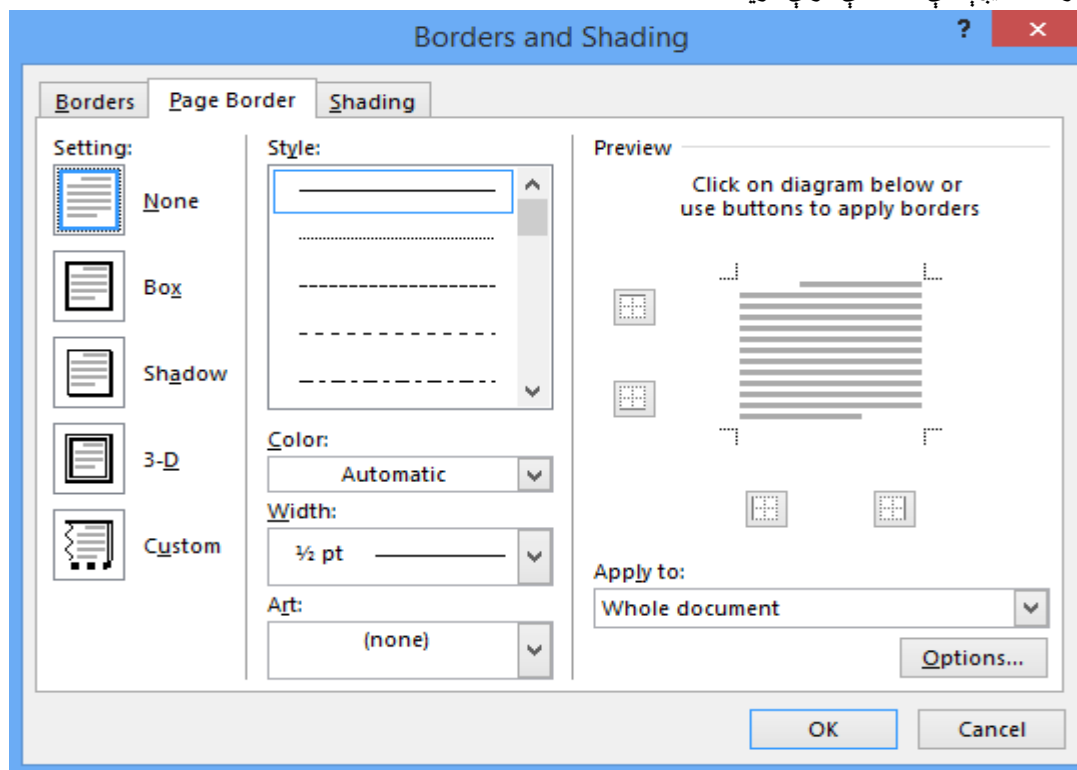 Borders and Shading
?
Borders Page Border Shading
Setting:
None
Box
Shadow
3-D
Custom
Style:
Color:
Automatic
Width:
½ pt
Art:
(none)
Preview
Click on diagram below or
use buttons to apply borders
Apply to:
Whole document
Options...
OK Cancel